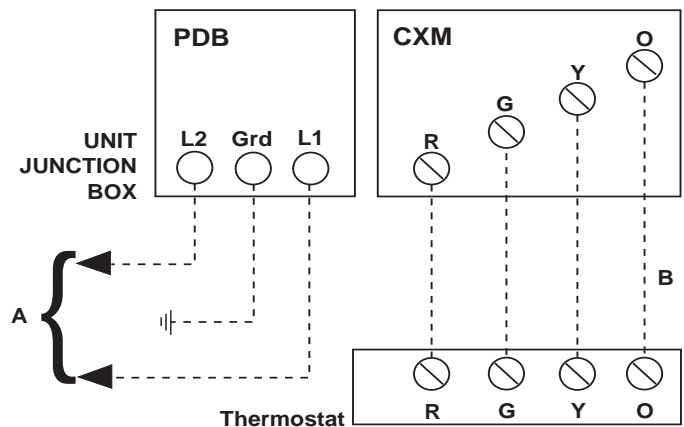 PDB
CXM
O
Y
G
R
UNIT
JUNCTION
BOX
L2 Grd L1
A
B
Thermostat
R G Y O